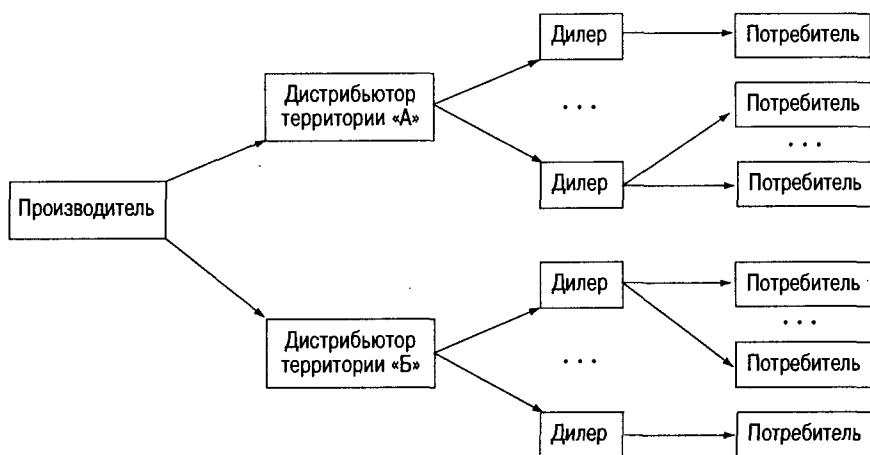 Дилер
Потребитель
Дистрибьютор
территории «А»
...
Потребитель
...
Дилер
Потребитель
Производитель
Дилер
Потребитель
...
Дистрибьютор
территории «Б»
...
Потребитель
Дилер
Потребитель